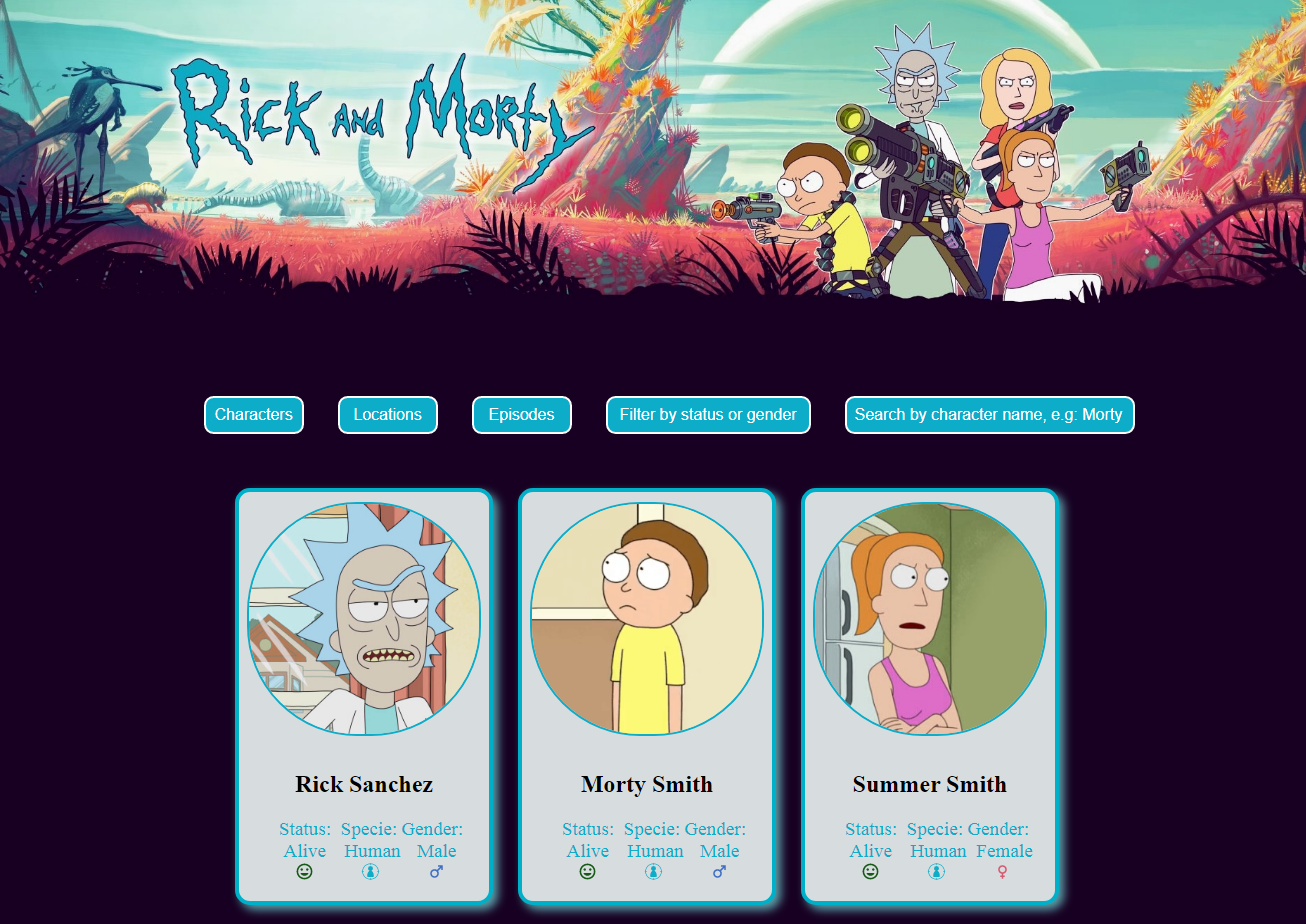 Rick and Morty
Characters
Locations
Episodes
Filter by status or gender
Search by character name, e.g: Morty
Rick Sanchez
Status: Specie: Gender:
Alive Human Male
Morty Smith
Status: Specie: Gender:
Alive Human Male
Summer Smith
Status: Specie: Gender:
Alive Human Female